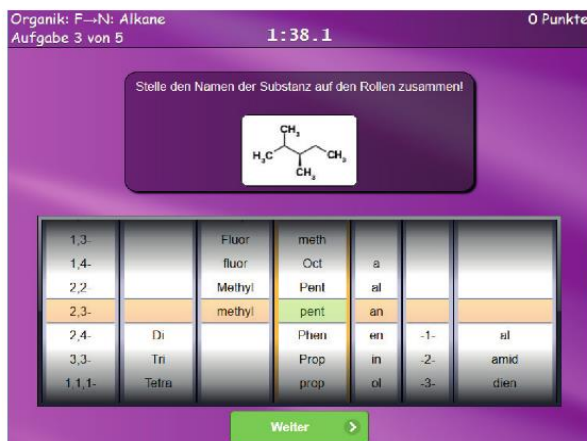 Organik: F→N: Alkane
0 Punkte
Aufgabe 3 von 5
1:38.1
Stelle den Namen der Substanz auf den Rollen zusammen!
CH3
H3C
CH3
CH3
1,3- Fluor meth
1,4- fluor Oct a
2,2- Methyl Pent al
2,3- methyl pent an
2,4- Di Phen en -1- al
3,3- Tri Prop in -2- amid
1,1,1- Tetra prop ol -3- dien
Weiter